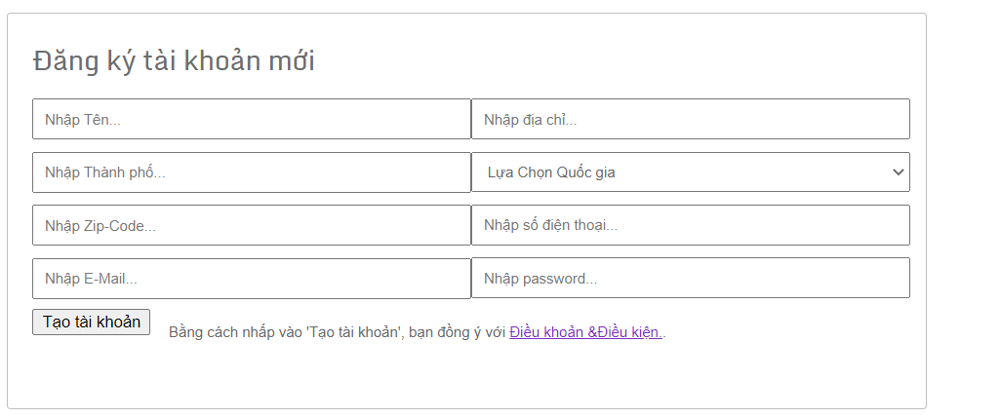 Đăng ký tài khoản mới
Nhập Tên... Nhập địa chỉ...
Nhập Thành phố... Lựa Chọn Quốc gia
Nhập Zip-Code... Nhập số điện thoại...
Nhập E-Mail... Nhập password...
Tạo tài khoản Bằng cách nhấp vào 'Tạo tài khoản', bạn đồng ý với Điều khoản &Điều kiện..